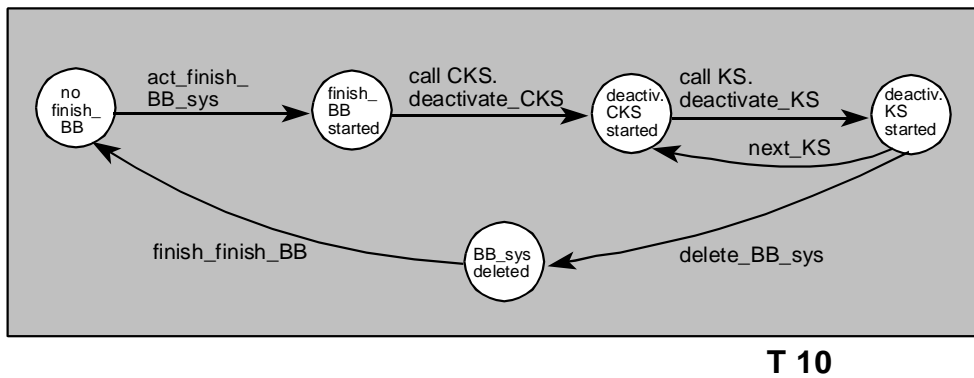 no
finish_
BB
act_finish_
BB_sys
finish_
BB
started
call CKS.
deactivate_CKS
deactiv.
CKS
started
call KS.
deactivate_KS
deactiv.
KS
started
next_KS
finish_finish_BB
BB_sys
deleted
delete_BB_sys
T 10